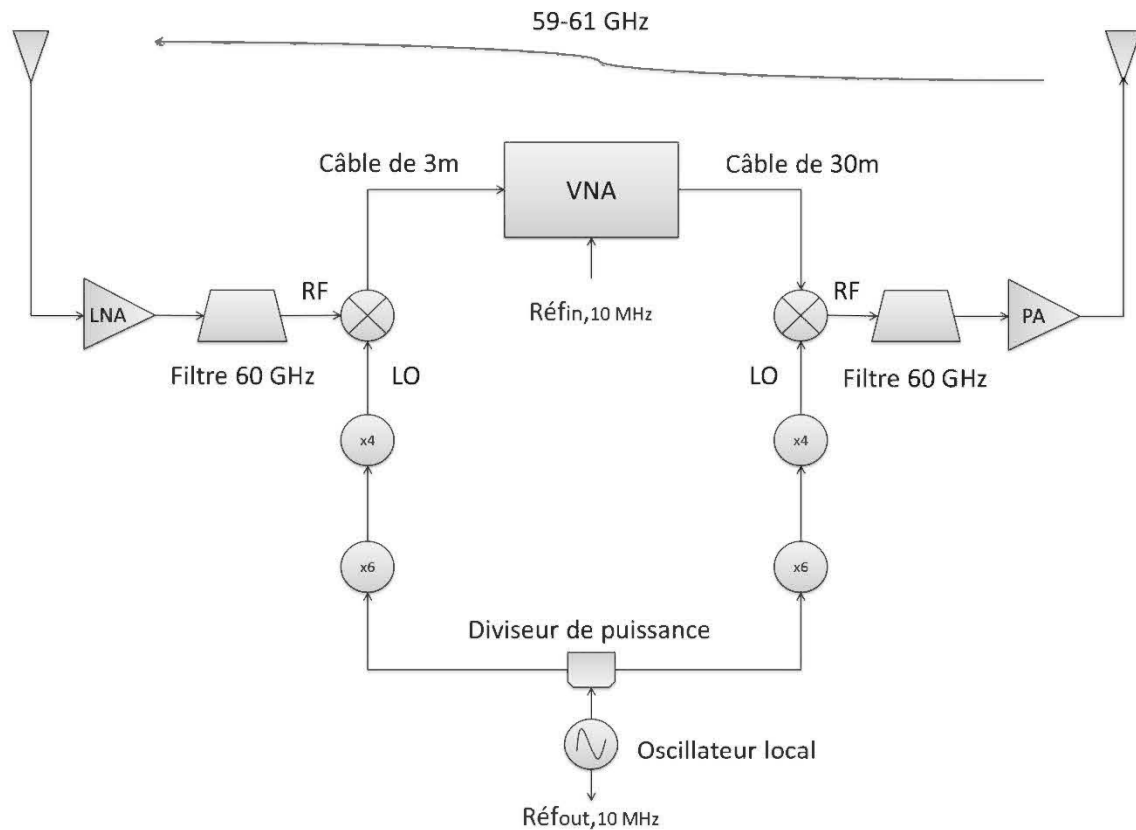 59-61 GHz
Câble de 3m
VNA
Câble de 30m
Réfin,10 MHz
LNA
RF
Filtre 60 GHz
LO
RF
PA
LO
Filtre 60 GHz
x4
x4
x6
x6
Diviseur de puissance
Oscillateur local
Réfout,10 MHz